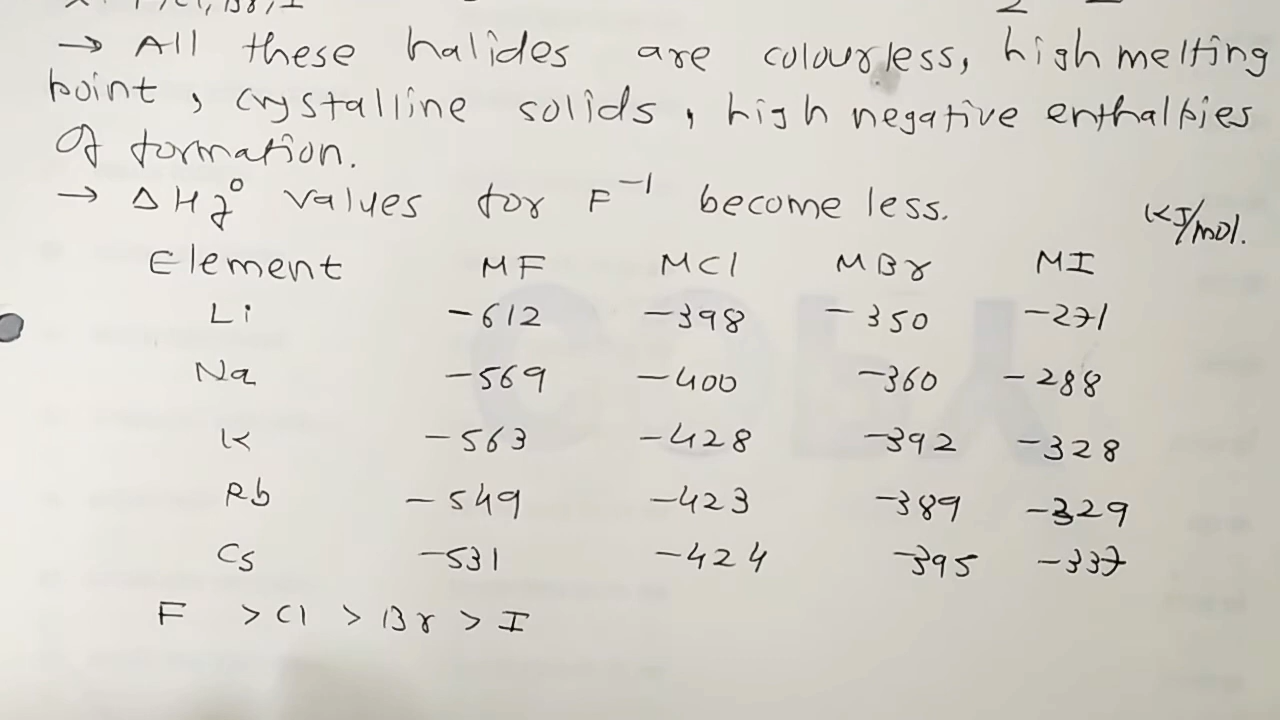 → All these halides are colourless, high melting
point, crystalline solids, high negative enthalpies
of formation.
→ ΔHf° values for F⁻¹ become less.
KJ/mol.
Element MF MCl MBr MI
Li -612 -398 -350 -271
Na -569 -400 -360 -288
K -563 -428 -392 -328
Rb -549 -423 -389 -329
Cs -531 -424 -395 -337
F > Cl > Br > I